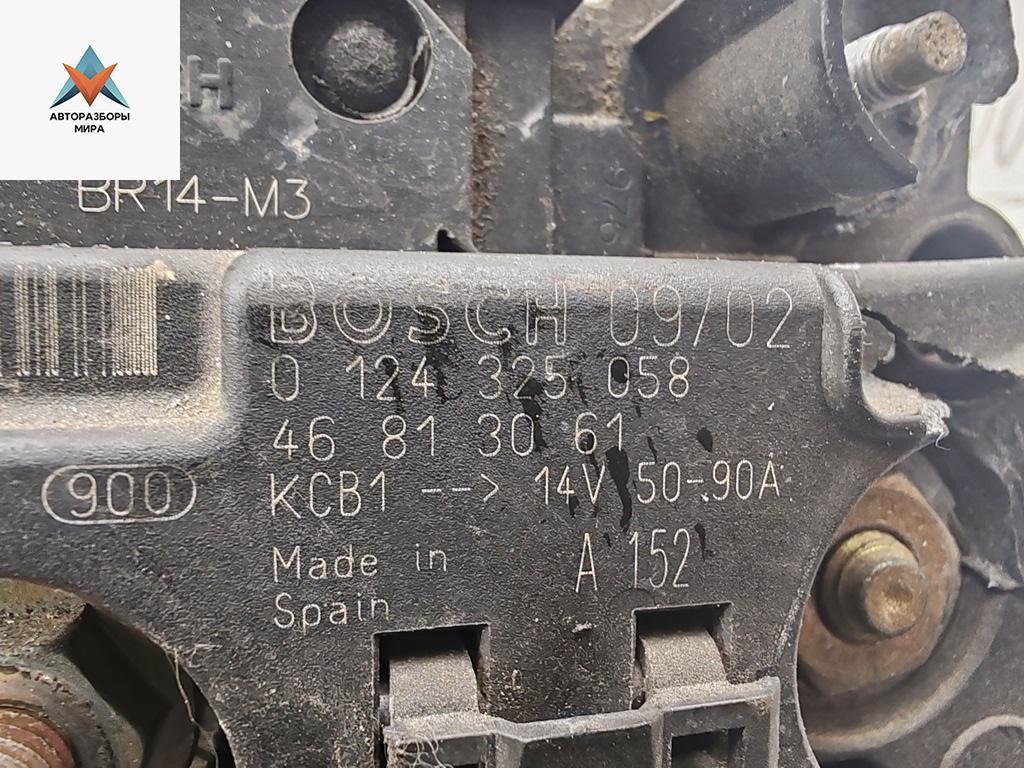 АВТОРАЗБОРЫ
МИРА
BR14-M3
976
BOSCH 09/02
0 124 325 058
46 81 30 61
900
KCB1 --> 14V 50-90A
Made in A 152
Spain